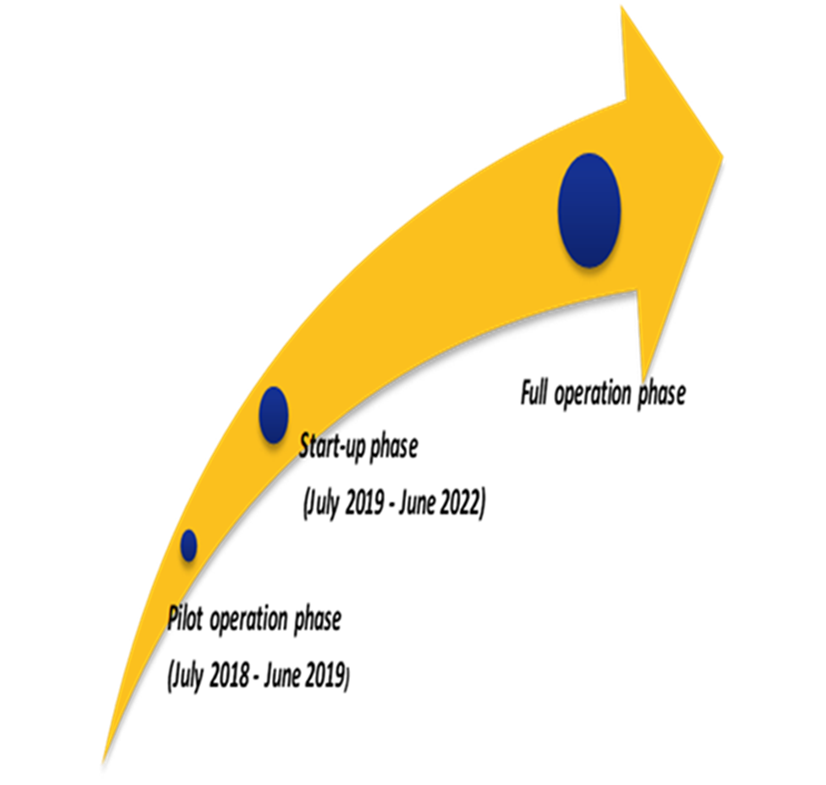 Full operation phase
Start-up phase
(July 2019 - June 2022)
Pilot operation phase
(July 2018 - June 2019)